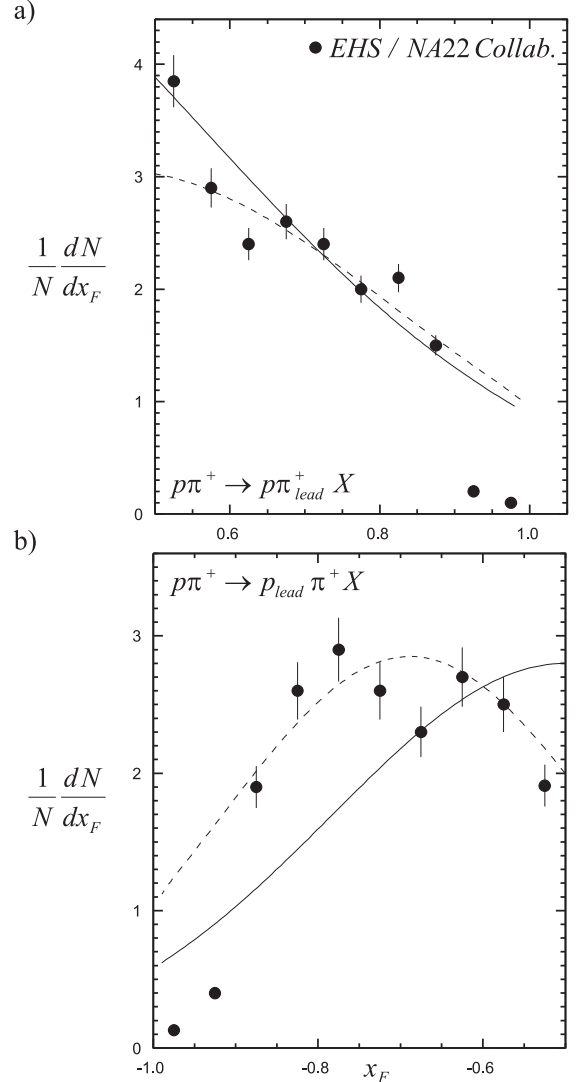 a)
EHS / NA22 Collab.
4
3
2
1
0
1/N dN/dx_F
pπ⁺ → pπ⁺_lead X
0.6 0.8 1.0
b)
pπ⁺ → p_lead π⁺ X
3
2
1
0
1/N dN/dx_F
-1.0 -0.8 -0.6
x_F